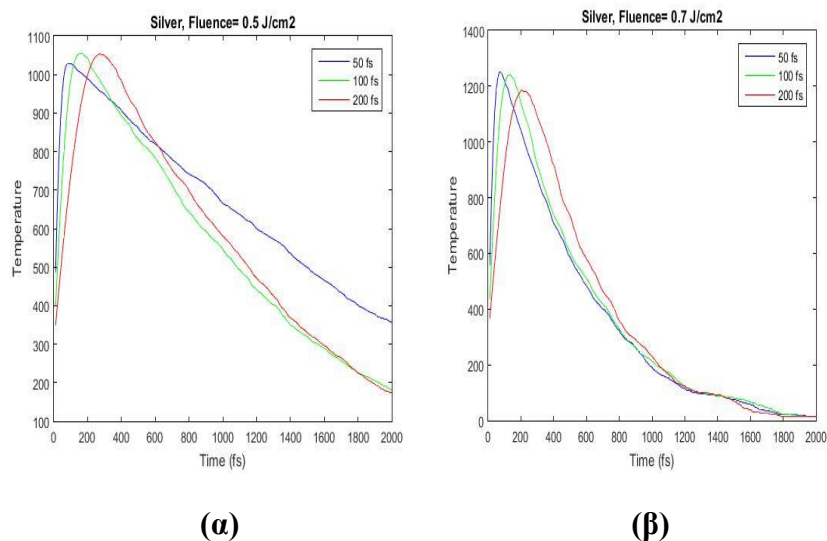 Silver, Fluence= 0.5 J/cm2
1100
1000
900
800
700
600
500
400
300
200
100
Temperature
50 fs
100 fs
200 fs
0 200 400 600 800 1000 1200 1400 1600 1800 2000
Time (fs)
(α)
Silver, Fluence= 0.7 J/cm2
1400
1200
1000
800
600
400
200
0
Temperature
50 fs
100 fs
200 fs
0 200 400 600 800 1000 1200 1400 1600 1800 2000
Time (fs)
(β)